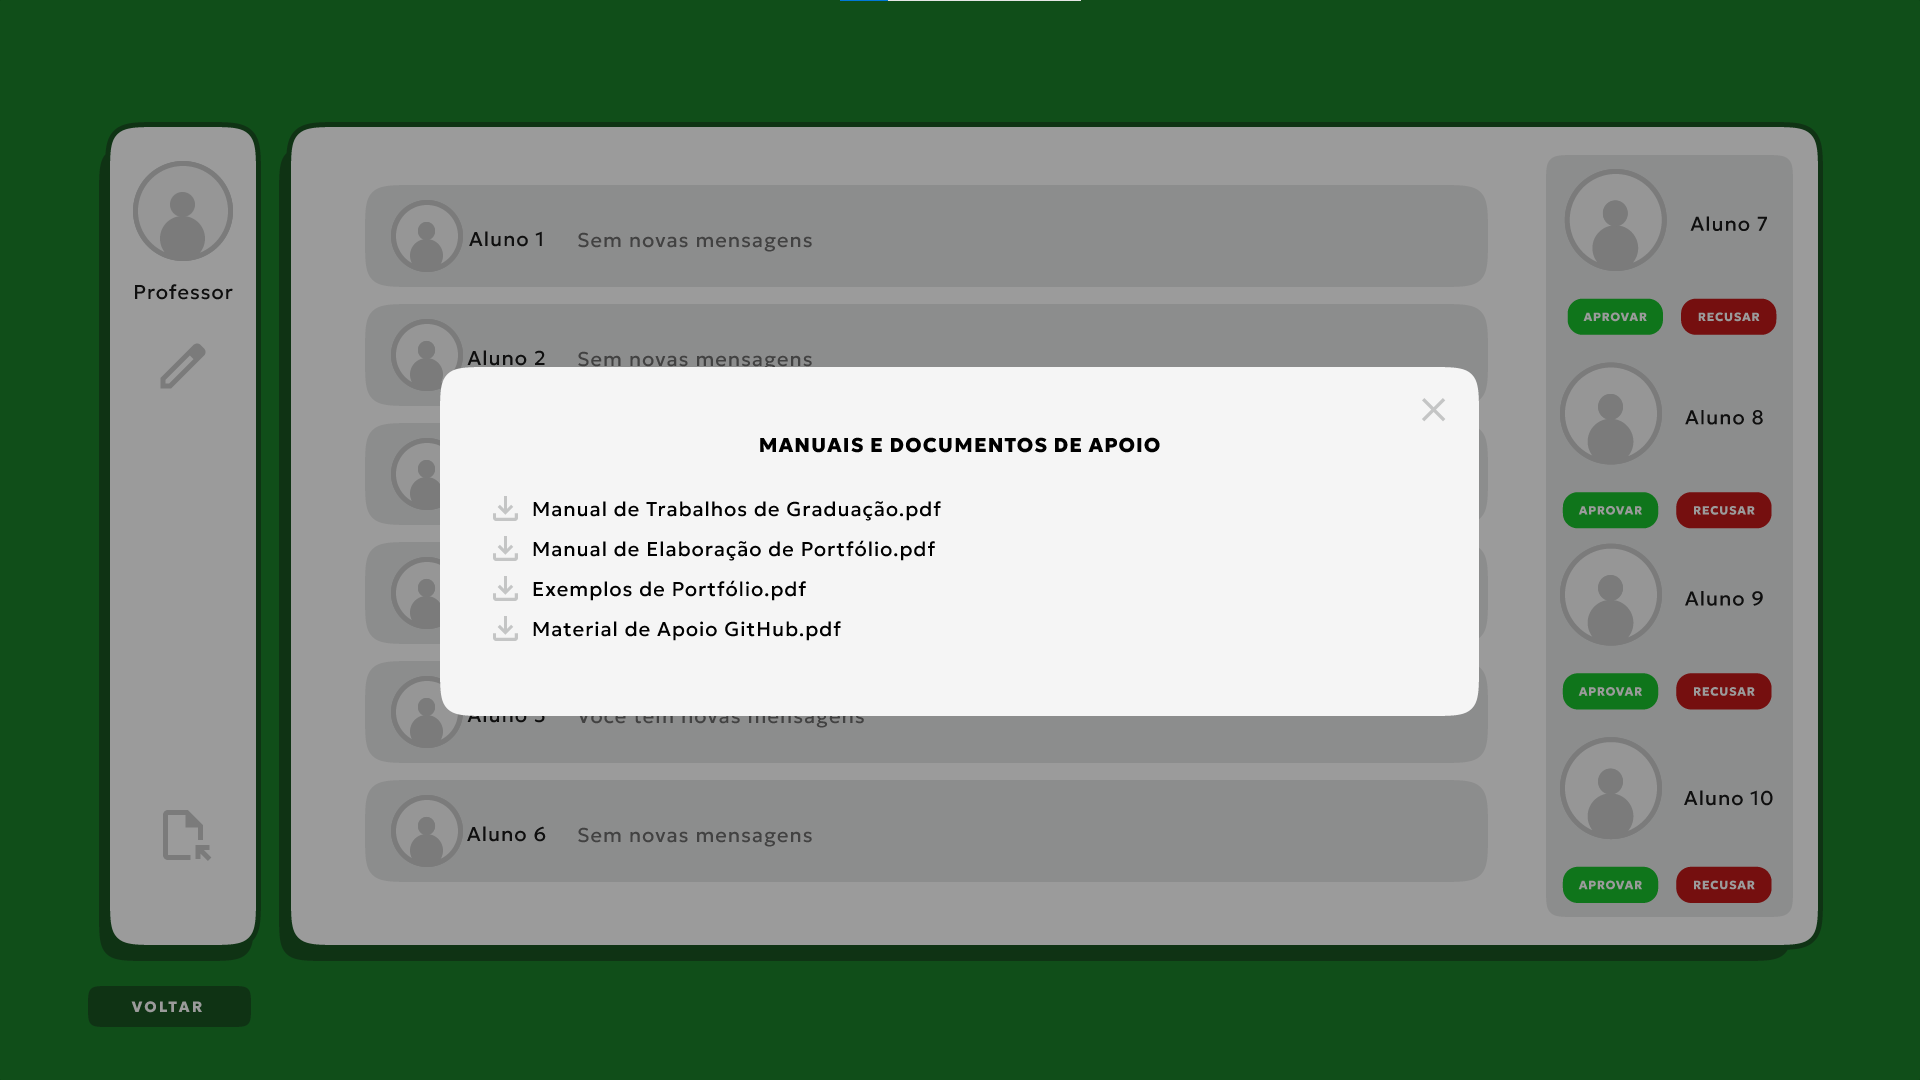 Professor
Aluno 1 Sem novas mensagens
Aluno 2 Sem novas mensagens
MANUAIS E DOCUMENTOS DE APOIO
Manual de Trabalhos de Graduação.pdf
Manual de Elaboração de Portfólio.pdf
Exemplos de Portfólio.pdf
Material de Apoio GitHub.pdf
Aluno 5 Você tem novas mensagens
Aluno 6 Sem novas mensagens
Aluno 7
APROVAR RECUSAR
Aluno 8
APROVAR RECUSAR
Aluno 9
APROVAR RECUSAR
Aluno 10
APROVAR RECUSAR
VOLTAR